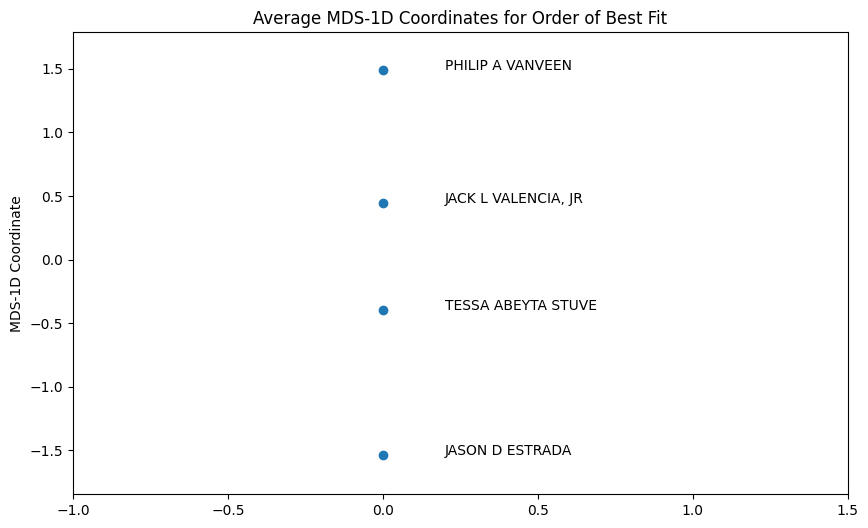 Average MDS-1D Coordinates for Order of Best Fit
1.5
PHILIP A VANVEEN
1.0
0.5
JACK L VALENCIA, JR
MDS-1D Coordinate
0.0
TESSA ABEYTA STUVE
−0.5
−1.0
−1.5
JASON D ESTRADA
−1.0 −0.5 0.0 0.5 1.0 1.5